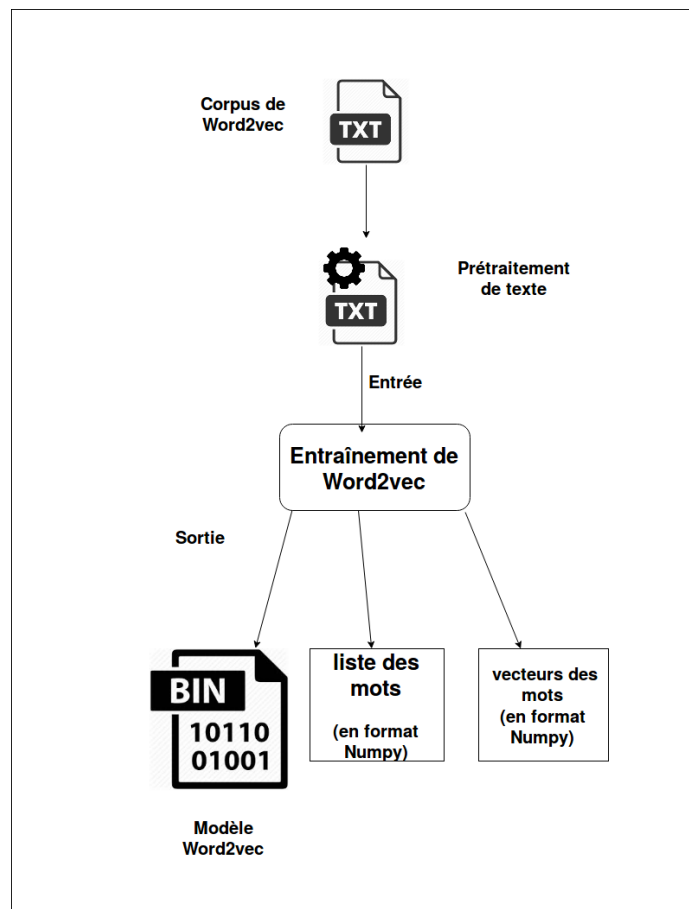 Corpus de
Word2vec
TXT
TXT
Prétraitement
de texte
Entrée
Entraînement de
Word2vec
Sortie
BIN
10110
01001
liste des
mots
(en format
Numpy)
vecteurs des
mots
(en format
Numpy)
Modèle
Word2vec